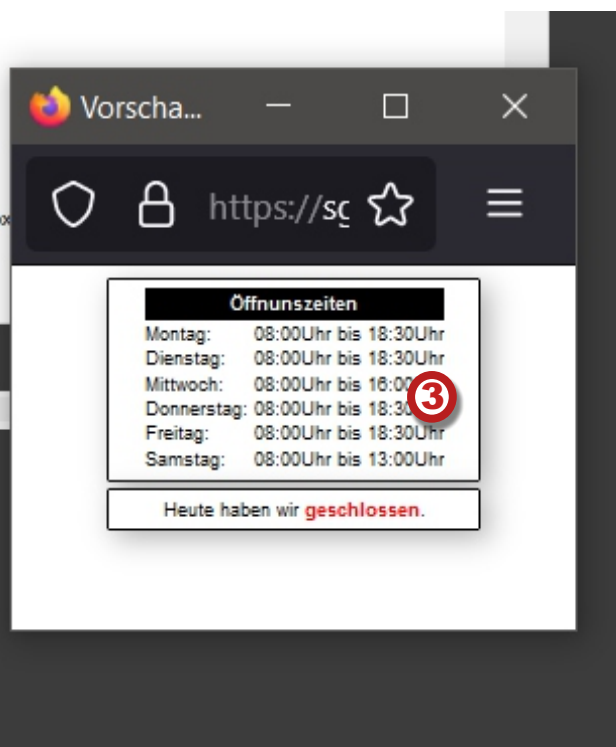 Vorscha...
https://sg
Öffnunszeiten
Montag: 08:00Uhr bis 18:30Uhr
Dienstag: 08:00Uhr bis 18:30Uhr
Mittwoch: 08:00Uhr bis 16:00
Donnerstag: 08:00Uhr bis 18:30
Freitag: 08:00Uhr bis 18:30Uhr
Samstag: 08:00Uhr bis 13:00Uhr
3
Heute haben wir geschlossen.